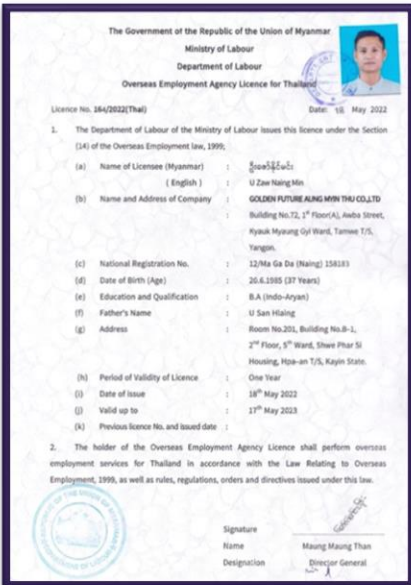 The Government of the Republic of the Union of Myanmar
Ministry of Labour
Department of Labour
Overseas Employment Agency Licence for Thailand
Licence No. 164/2022(Thai) Date: 18 May 2022
1. The Department of Labour of the Ministry of Labour issues this licence under the Section
(14) of the Overseas Employment law, 1999;
(a) Name of Licensee (Myanmar) : ဦးဇော်နိုင်မင်း
( English ) : U Zaw Naing Min
(b) Name and Address of Company : GOLDEN FUTURE AUNG MYIN THU CO.,LTD
: Building No.72, 1st Floor(A), Awba Street,
Kyauk Myaung Gyi Ward, Tamwe T/S,
Yangon.
(c) National Registration No. : 12/Ma Ga Da (Naing) 158183
(d) Date of Birth (Age) : 20.6.1985 (37 Years)
(e) Education and Qualification : B.A (Indo-Aryan)
(f) Father's Name : U San Hlaing
(g) Address : Room No.201, Building No.B-1,
2nd Floor, 5th Ward, Shwe Phar Si
Housing, Hpa-an T/S, Kayin State.
(h) Period of Validity of Licence : One Year
(i) Date of issue : 18th May 2022
(j) Valid up to : 17th May 2023
(k) Previous licence No. and issued date :
2. The holder of the Overseas Employment Agency Licence shall perform overseas
employment services for Thailand in accordance with the Law Relating to Overseas
Employment, 1999, as well as rules, regulations, orders and directives issued under this law.
Signature
Name Maung Maung Than
Designation Director General